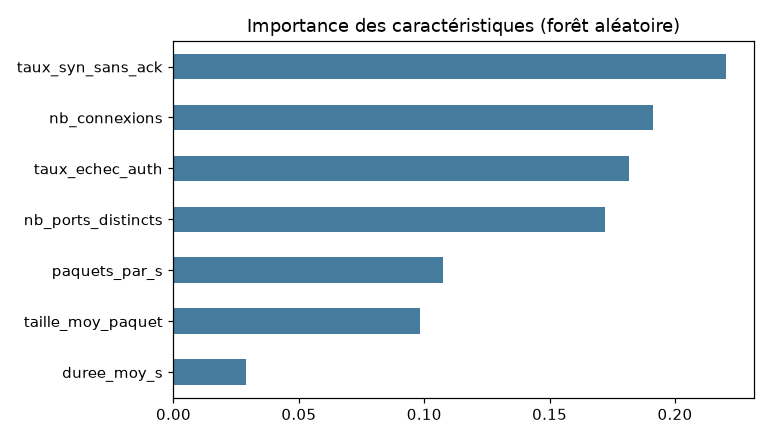 Importance des caractéristiques (forêt aléatoire)
taux_syn_sans_ack
nb_connexions
taux_echec_auth
nb_ports_distincts
paquets_par_s
taille_moy_paquet
duree_moy_s
0.00 0.05 0.10 0.15 0.20